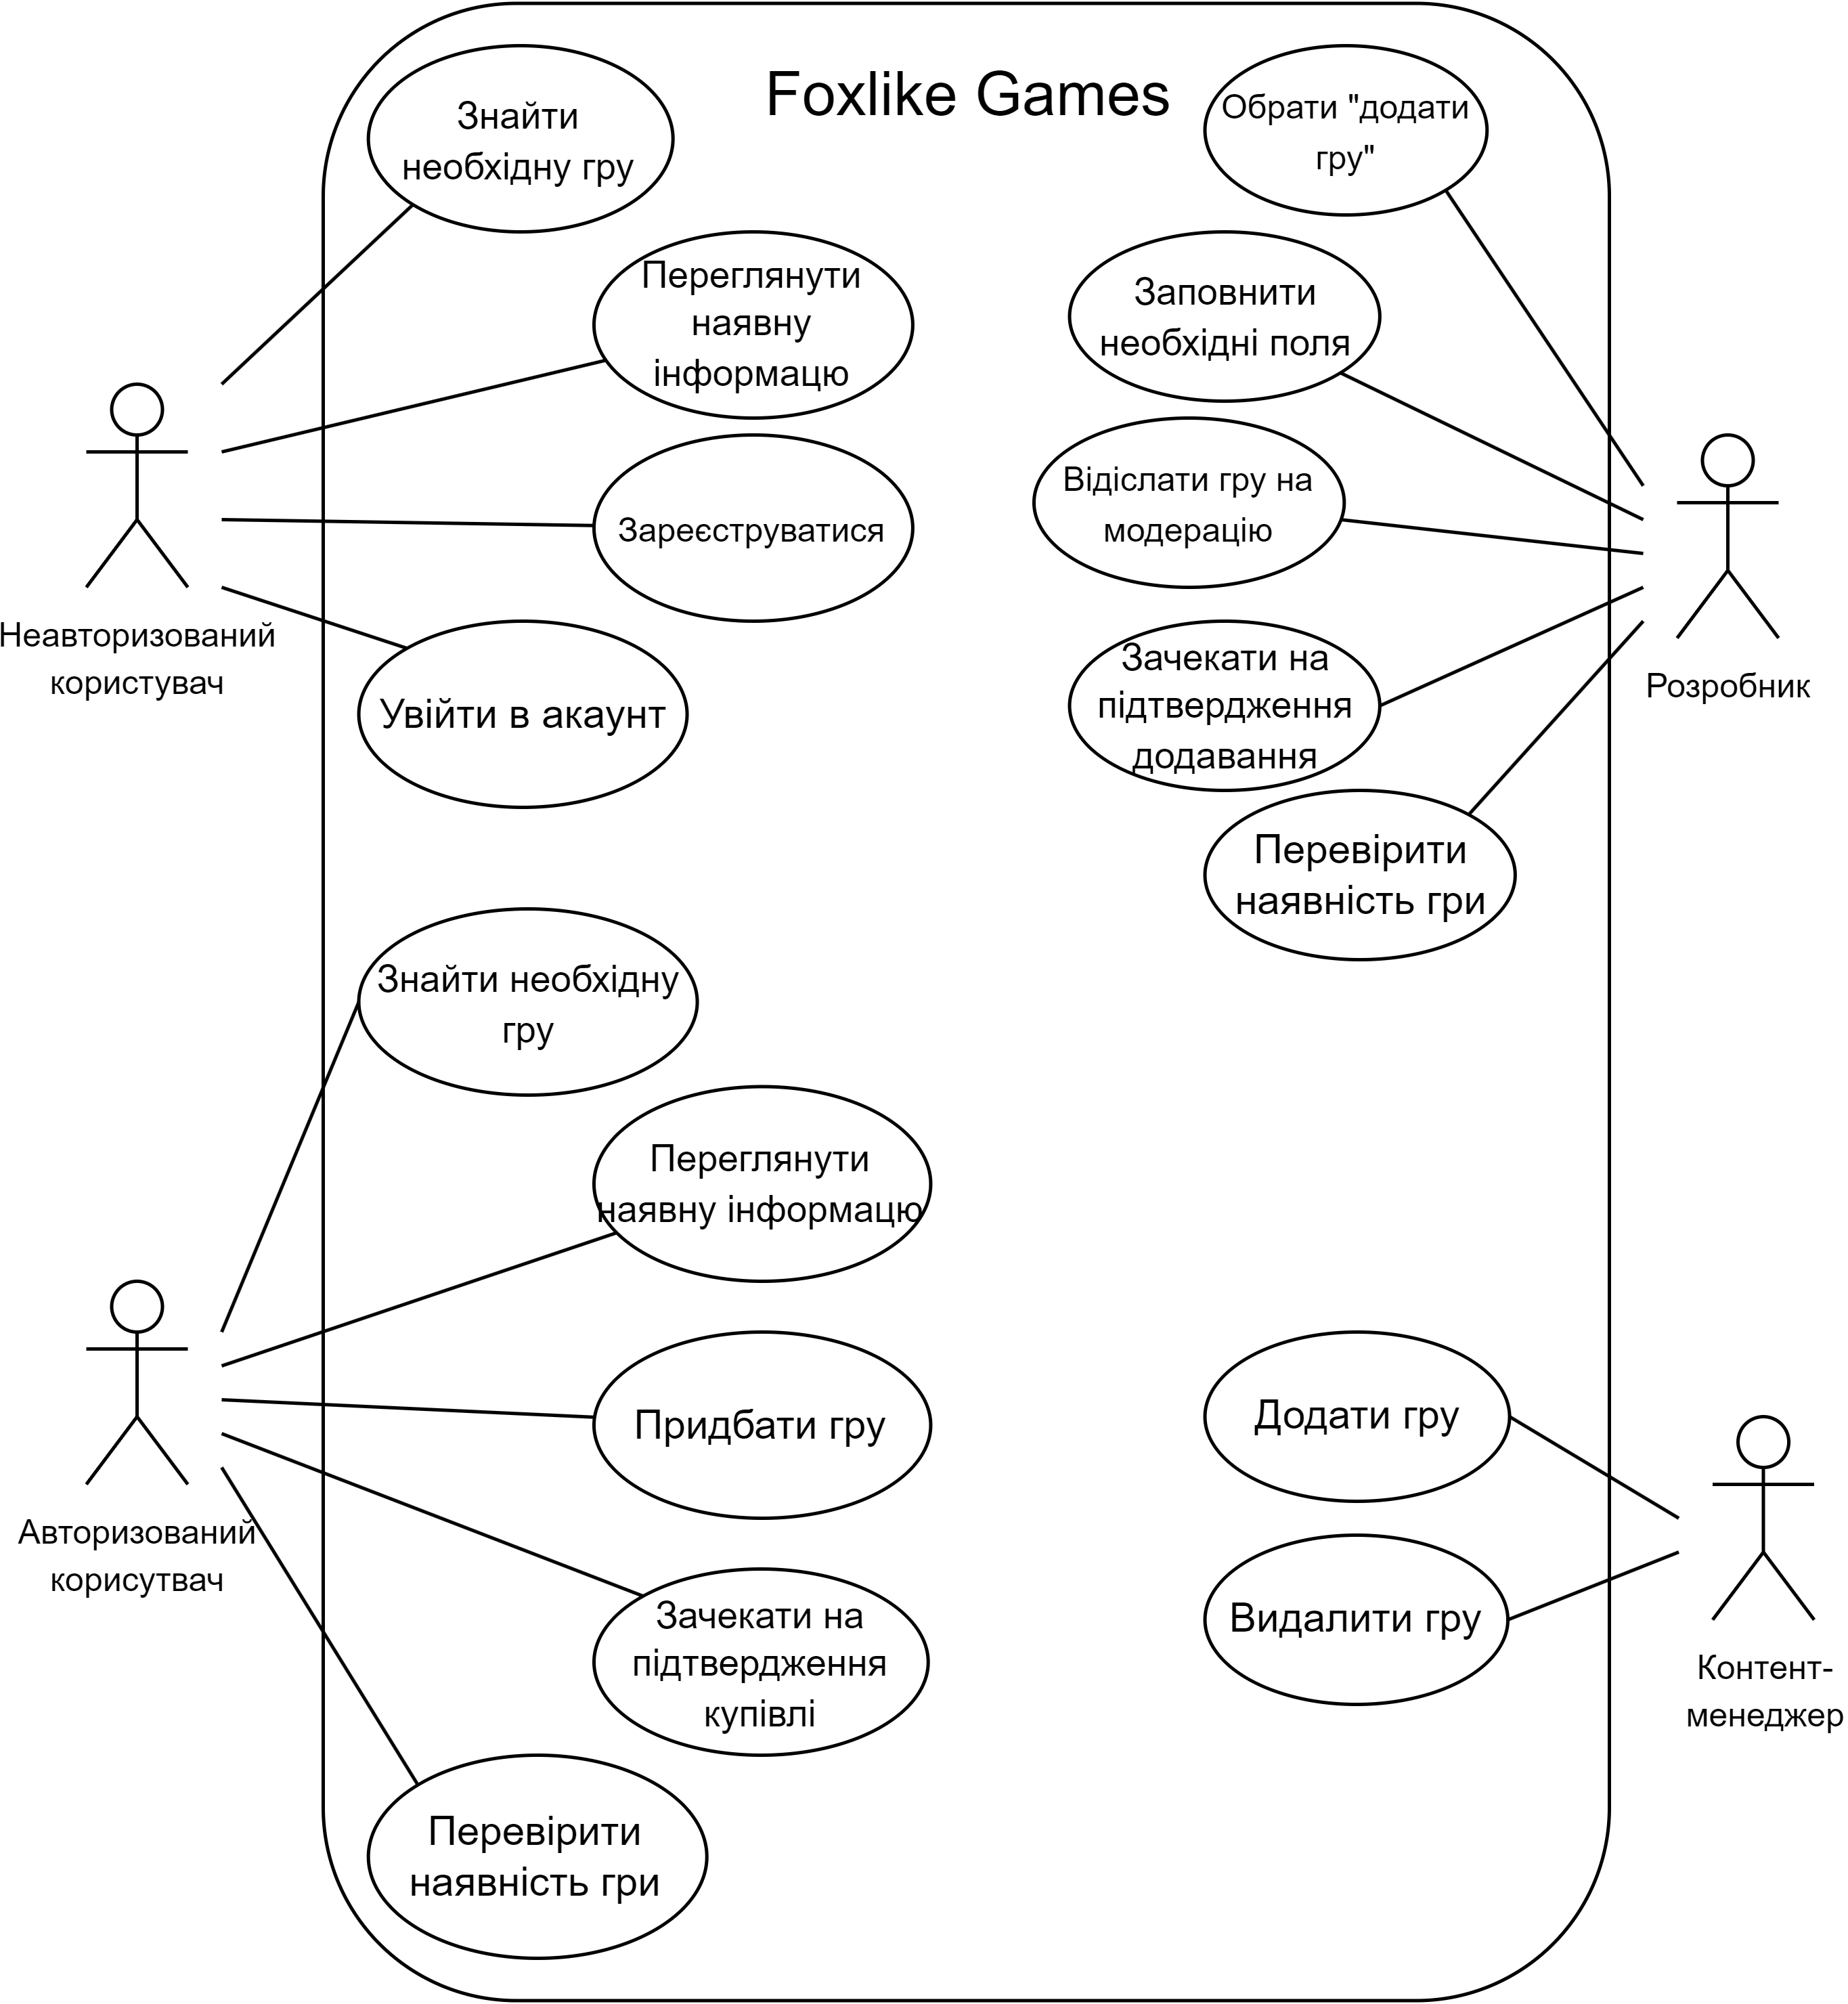 Foxlike Games
Знайти
необхідну гру
Переглянути
наявну
інформацю
Зареєструватися
Увійти в акаунт
Неавторизований
користувач
Обрати "додати
гру"
Заповнити
необхідні поля
Відіслати гру на
модерацію
Зачекати на
підтвердження
додавання
Перевірити
наявність гри
Розробник
Знайти необхідну
гру
Переглянути
наявну інформацю
Придбати гру
Зачекати на
підтвердження
купівлі
Перевірити
наявність гри
Авторизований
корисутвач
Додати гру
Видалити гру
Контент-
менеджер